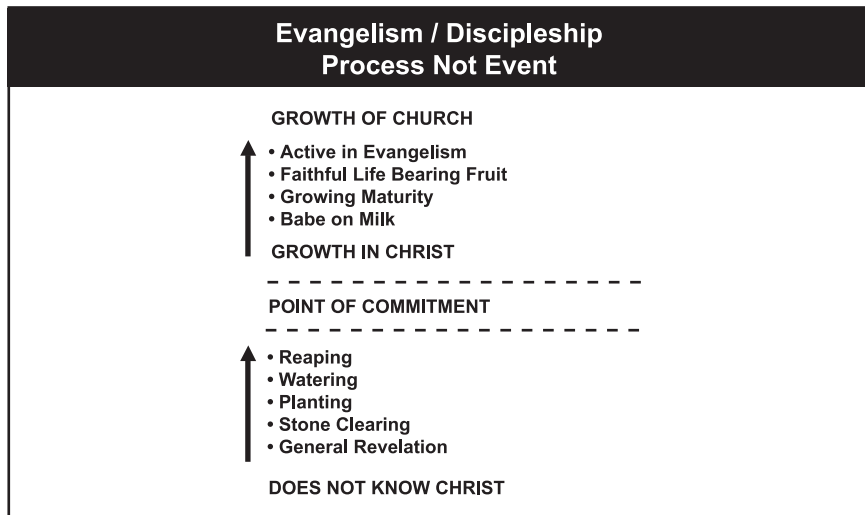 Evangelism / Discipleship
Process Not Event
GROWTH OF CHURCH
• Active in Evangelism
• Faithful Life Bearing Fruit
• Growing Maturity
• Babe on Milk
GROWTH IN CHRIST
POINT OF COMMITMENT
• Reaping
• Watering
• Planting
• Stone Clearing
• General Revelation
DOES NOT KNOW CHRIST